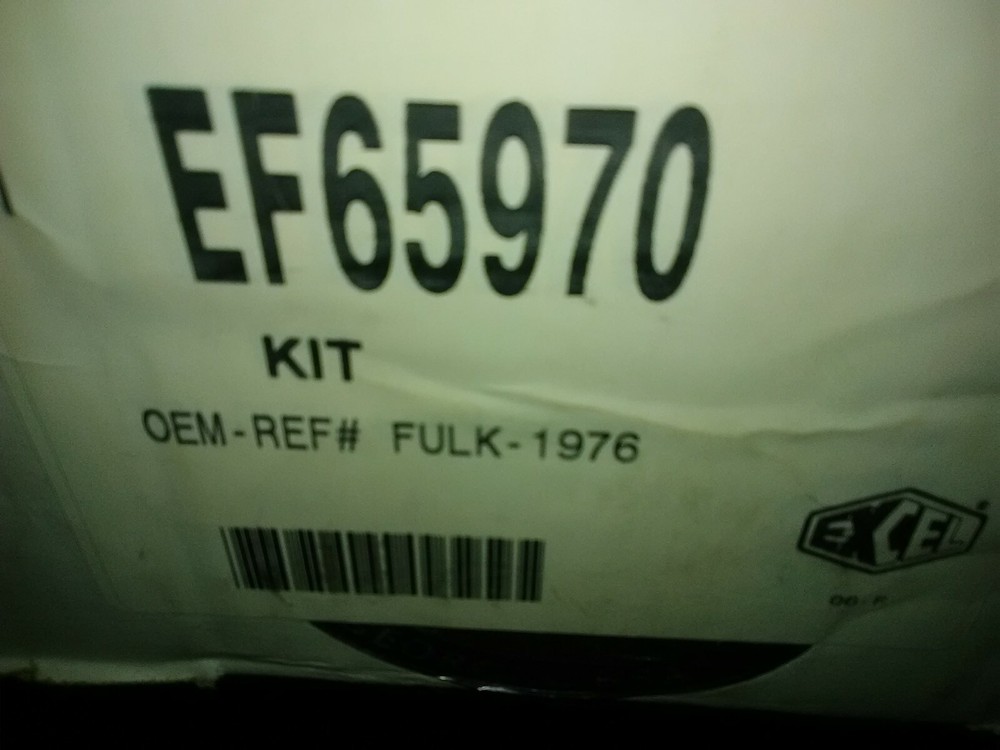 EF65970
KIT
OEM-REF# FULK-1976
EXCEL